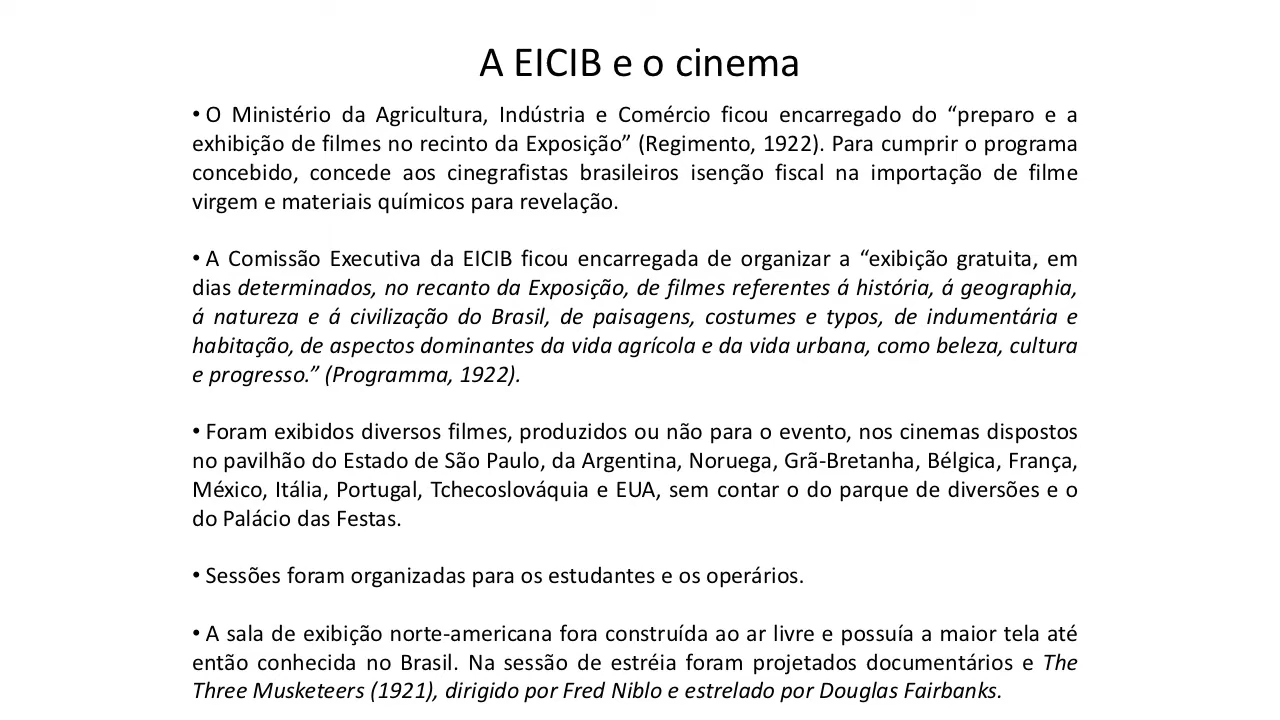 A EICIB e o cinema
• O Ministério da Agricultura, Indústria e Comércio ficou encarregado do “preparo e a
exhibição de filmes no recinto da Exposição” (Regimento, 1922). Para cumprir o programa
concebido, concede aos cinegrafistas brasileiros isenção fiscal na importação de filme
virgem e materiais químicos para revelação.
• A Comissão Executiva da EICIB ficou encarregada de organizar a “exibição gratuita, em
dias determinados, no recanto da Exposição, de filmes referentes á história, á geographia,
á natureza e á civilização do Brasil, de paisagens, costumes e typos, de indumentária e
habitação, de aspectos dominantes da vida agrícola e da vida urbana, como beleza, cultura
e progresso.” (Programma, 1922).
• Foram exibidos diversos filmes, produzidos ou não para o evento, nos cinemas dispostos
no pavilhão do Estado de São Paulo, da Argentina, Noruega, Grã-Bretanha, Bélgica, França,
México, Itália, Portugal, Tchecoslováquia e EUA, sem contar o do parque de diversões e o
do Palácio das Festas.
• Sessões foram organizadas para os estudantes e os operários.
• A sala de exibição norte-americana fora construída ao ar livre e possuía a maior tela até
então conhecida no Brasil. Na sessão de estréia foram projetados documentários e The
Three Musketeers (1921), dirigido por Fred Niblo e estrelado por Douglas Fairbanks.